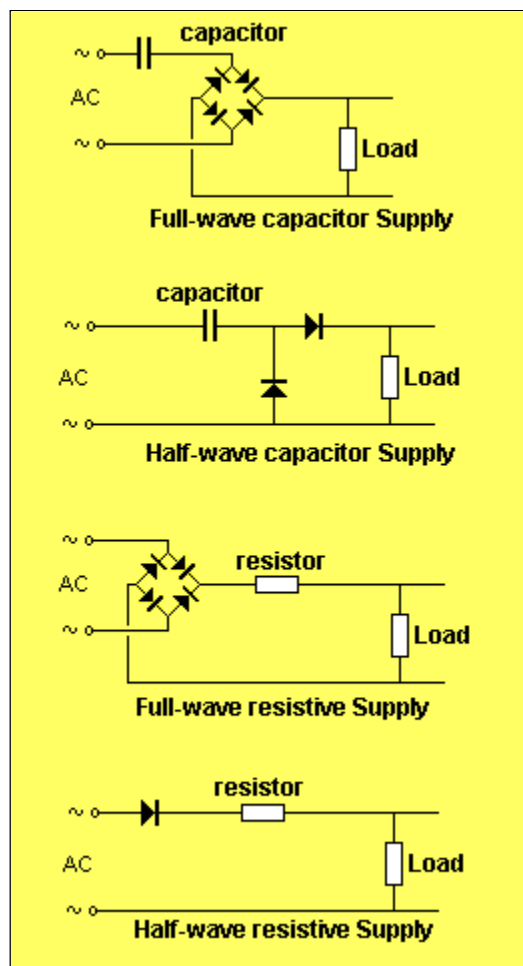 capacitor
~
AC
~
Load
Full-wave capacitor Supply
capacitor
~
AC
Load
~
Half-wave capacitor Supply
~
resistor
AC
~
Load
Full-wave resistive Supply
resistor
~
AC
Load
~
Half-wave resistive Supply